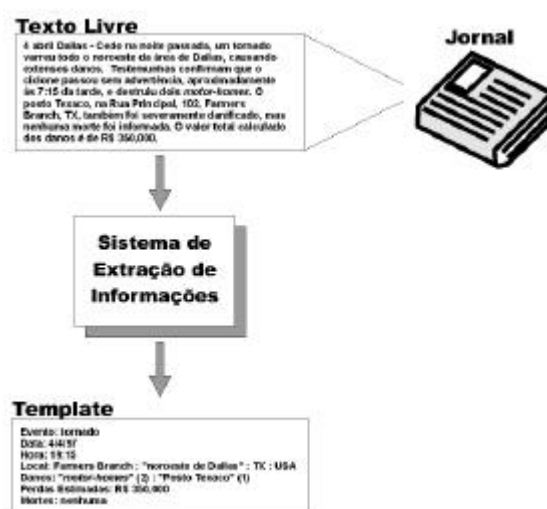 Texto Livre
4 abril Dallas - Cedo na noite passada, um tornado
varreu todo o noroeste da área de Dallas, causando
extensos danos. Testemunhas confirmam que o
ciclone passou sem advertência, aproximadamente
às 7:15 da tarde, e destruiu dois motor-homes. O
posto Texaco, na Rua Principal, 102, Farmers
Branch, TX, também foi severamente danificado, mas
nenhuma morte foi informada. O valor total calculado
dos danos é de R$ 350,000.
Jornal
Sistema de
Extração de
Informações
Template
Evento: tornado
Data: 4/4/97
Hora: 19:15
Local: Farmers Branch : "noroeste de Dallas" : TX : USA
Danos: "motor-homes" (2) : "Posto Texaco" (1)
Perdas Estimadas: R$ 350,000
Mortes: nenhuma